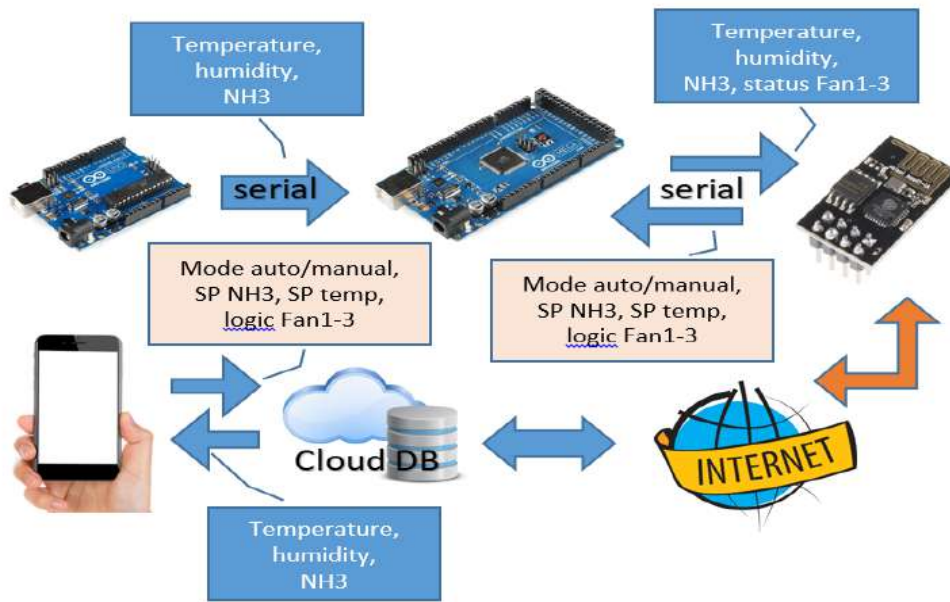 Temperature,
humidity,
NH3
Temperature,
humidity,
NH3, status Fan1-3
serial
serial
Mode auto/manual,
SP NH3, SP temp,
logic Fan1-3
Mode auto/manual,
SP NH3, SP temp,
logic Fan1-3
Cloud DB
INTERNET
Temperature,
humidity,
NH3